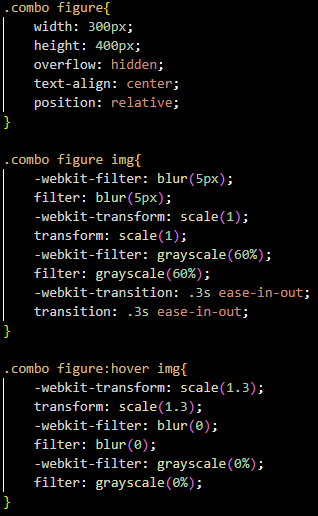 .combo figure{
    width: 300px;
    height: 400px;
    overflow: hidden;
    text-align: center;
    position: relative;
}

.combo figure img{
    -webkit-filter: blur(5px);
    filter: blur(5px);
    -webkit-transform: scale(1);
    transform: scale(1);
    -webkit-filter: grayscale(60%);
    filter: grayscale(60%);
    -webkit-transition: .3s ease-in-out;
    transition: .3s ease-in-out;
}

.combo figure:hover img{
    -webkit-transform: scale(1.3);
    transform: scale(1.3);
    -webkit-filter: blur(0);
    filter: blur(0);
    -webkit-filter: grayscale(0%);
    filter: grayscale(0%);
}